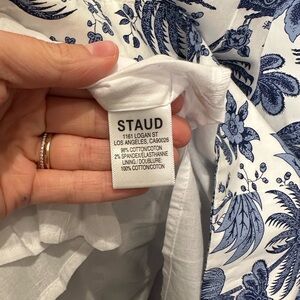 STAUD
1161 LOGAN ST
LOS ANGELES, CA90026
98% COTTON/COTON
2% SPANDEX/ELASTHANNE
LINING / DOUBLURE:
100% COTTON/COTON